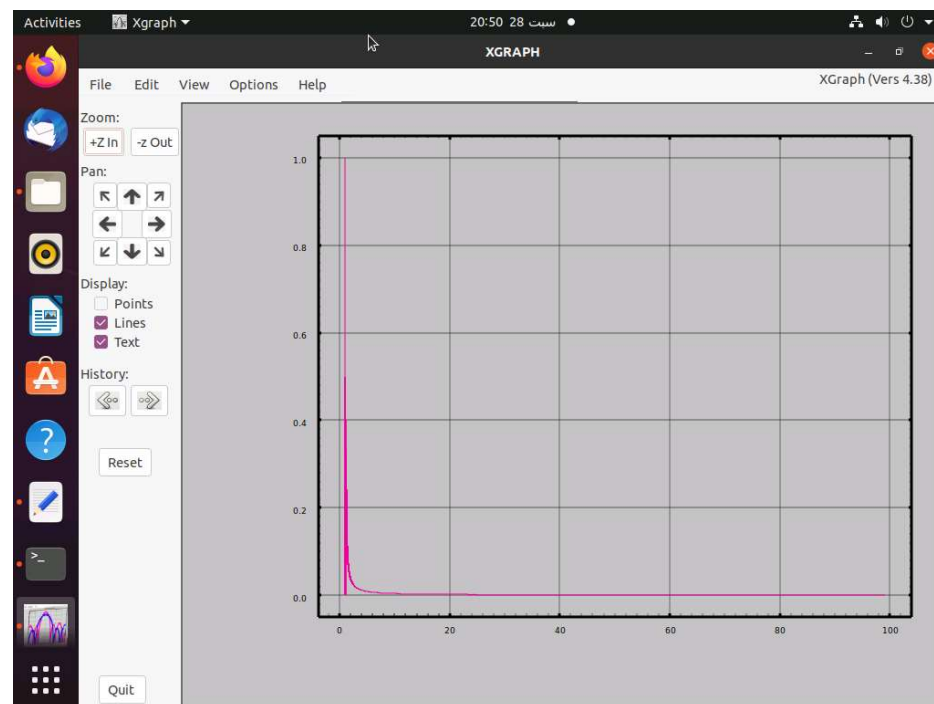 Activities Xgraph 20:50 28 سبت
XGRAPH
File Edit View Options Help XGraph (Vers 4.38)
Zoom:
+Z In -z Out
Pan:
Display:
Points
Lines
Text
History:
Reset
Quit
1.0
0.8
0.6
0.4
0.2
0.0
0 20 40 60 80 100